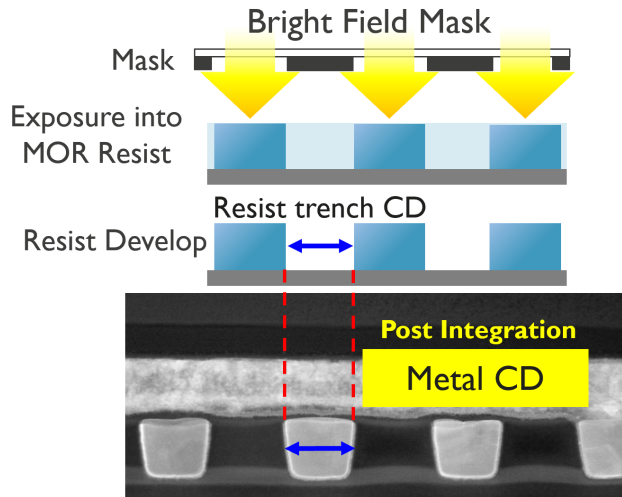 Bright Field Mask
Mask
Exposure into
MOR Resist
Resist trench CD
Resist Develop
Post Integration
Metal CD